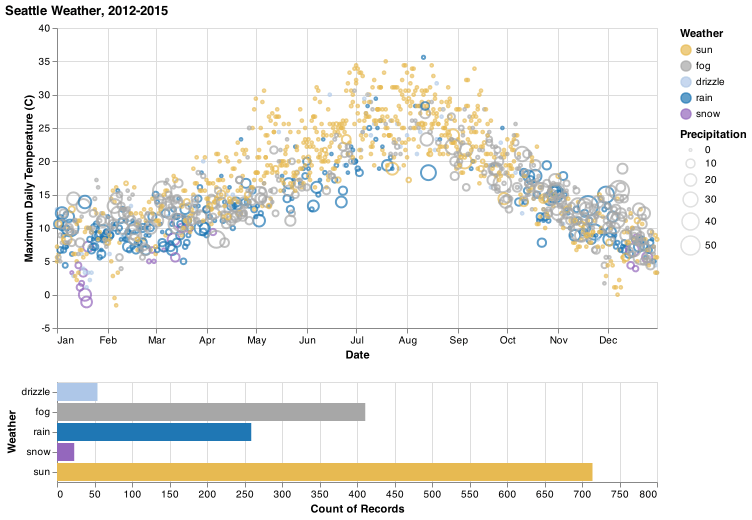 Seattle Weather, 2012-2015
Maximum Daily Temperature (C)
40
35
30
25
20
15
10
5
0
-5
Jan Feb Mar Apr May Jun Jul Aug Sep Oct Nov Dec
Date
Weather
sun
fog
drizzle
rain
snow
Precipitation
0
10
20
30
40
50
Weather
drizzle
fog
rain
snow
sun
0 50 100 150 200 250 300 350 400 450 500 550 600 650 700 750 800
Count of Records